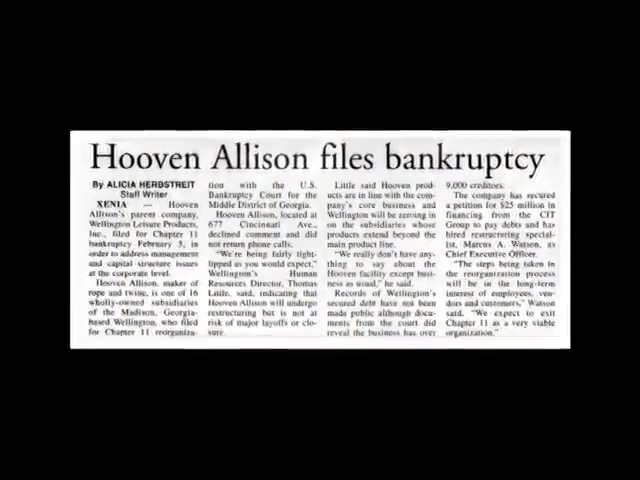 Hooven Allison files bankruptcy
By ALICIA HERBSTREIT
Staff Writer
XENIA — Hooven
Allison's parent company,
Wellington Leisure Products,
Inc., filed for Chapter 11
bankruptcy February 3, in
order to address management
and capital structure issues
at the corporate level.
Hooven Allison, maker of
rope and twine, is one of 16
wholly-owned subsidiaries
of the Madison, Georgia-
based Wellington, who filed
for Chapter 11 reorganiza-
tion with the U.S.
Bankruptcy Court for the
Middle District of Georgia.
Hooven Allison, located at
677 Cincinnati Ave.,
declined comment and did
not return phone calls.
"We're being fairly tight-
lipped as you would expect,"
Wellington's Human
Resources Director, Thomas
Little, said, indicating that
Hooven Allison will undergo
restructuring but is not at
risk of major layoffs or clo-
sure.
Little said Hooven prod-
ucts are in line with the com-
pany's core business and
Wellington will be zeroing in
on other subsidiaries whose
products extend beyond the
main product line.
"We really don't have any-
thing to say about the
Hooven facility except busi-
ness as usual," he said.
Records of Wellington's
secured debt have not been
made public although docu-
ments from the court did
reveal the business has over
9,000 creditors.
The company has secured
a petition for $25 million in
financing from the CIT
Group to pay debts and has
hired restructuring special-
ist, Marcus A. Watson, as
Chief Executive Officer.
"The steps being taken in
the reorganization process
will be in the long-term
interest of employees, ven-
dors and customers," Watson
said. "We expect to exit
Chapter 11 as a very viable
organization."